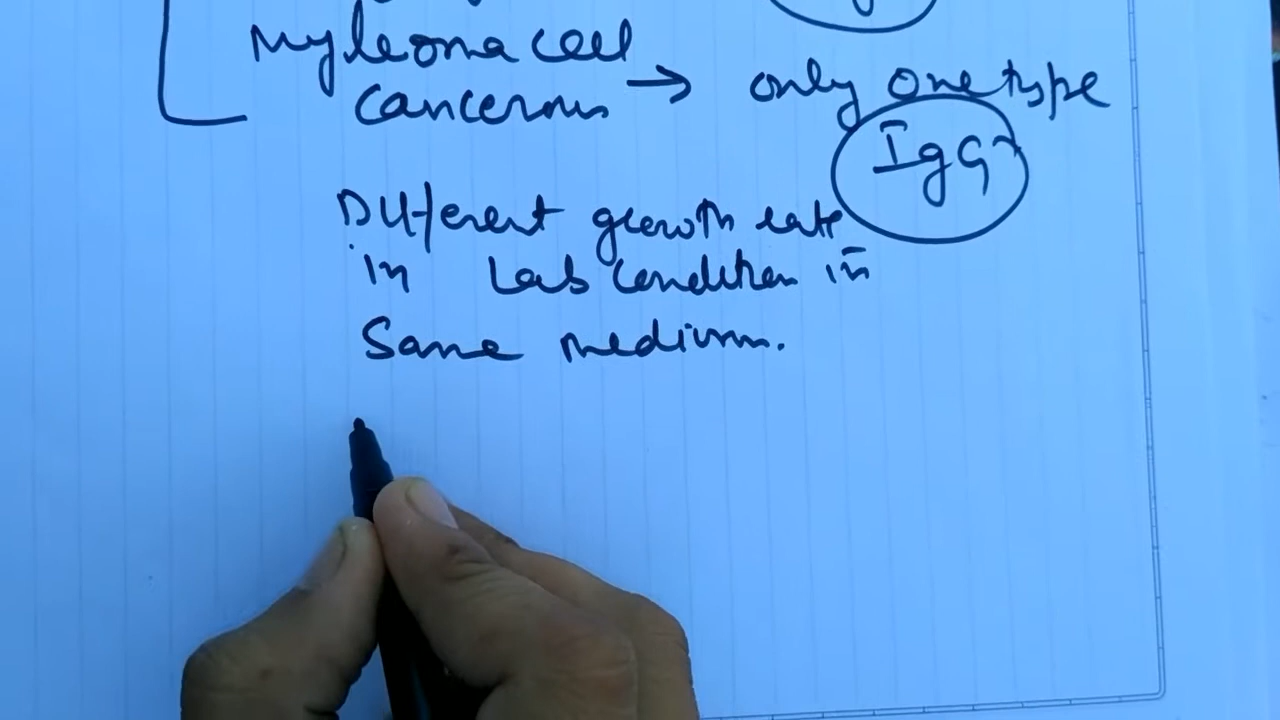 Myleoma cell
cancerous → only one type
IgG
Different growth rate
in Lab condition in
Same medium.